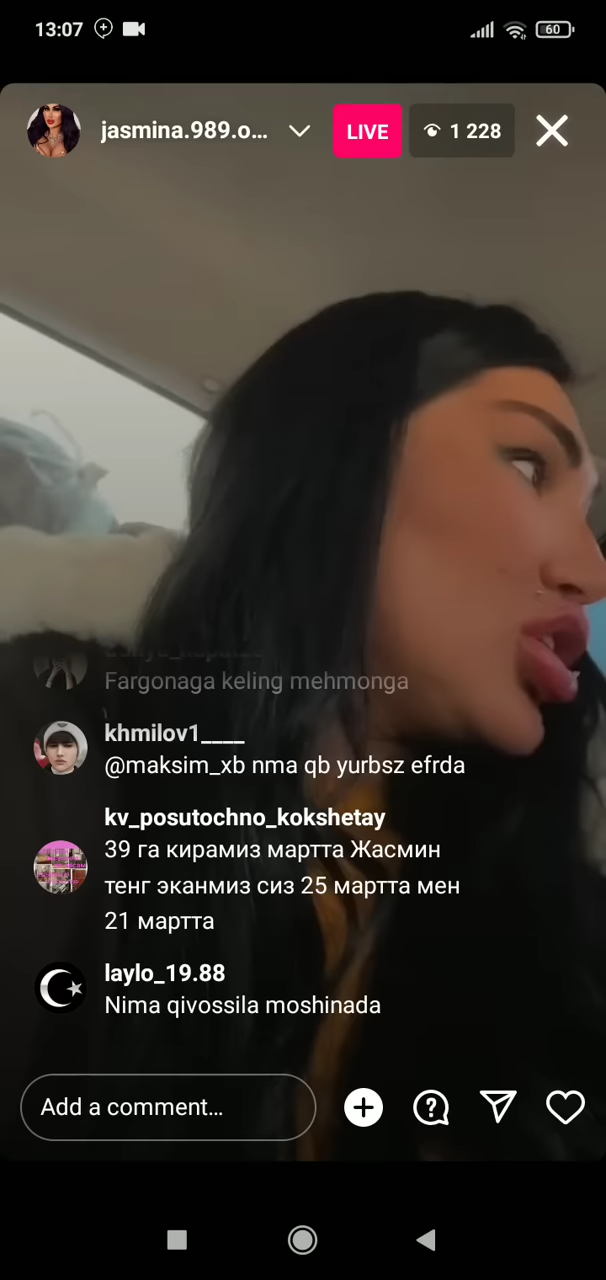 13:07
60
jasmina.989.o...
LIVE
1 228
Fargonaga keling mehmonga
khmilov1____
@maksim_xb nma qb yurbsz efrda
kv_posutochno_kokshetay
39 га кирамиз мартта Жасмин
тенг эканмиз сиз 25 мартта мен
21 мартта
laylo_19.88
Nima qivossila moshinada
Add a comment...